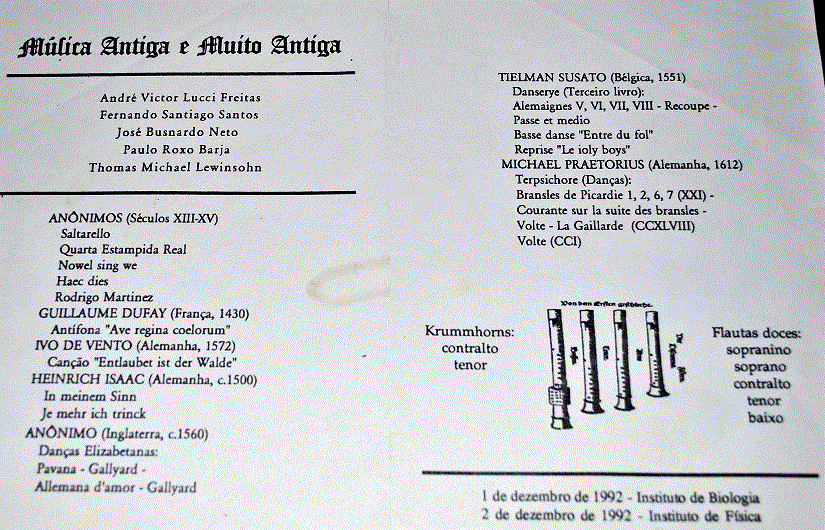 Música Antiga e Muito Antiga
André Victor Lucci Freitas
Fernando Santiago Santos
José Busnardo Neto
Paulo Roxo Barja
Thomas Michael Lewinsohn
ANÔNIMOS (Séculos XIII-XV)
Saltarello
Quarta Estampida Real
Nowel sing we
Haec dies
Rodrigo Martinez
GUILLAUME DUFAY (França, 1430)
Antífona "Ave regina coelorum"
IVO DE VENTO (Alemanha, 1572)
Canção "Entlaubet ist der Walde"
HEINRICH ISAAC (Alemanha, c.1500)
In meinem Sinn
Je mehr ich trinck
ANÔNIMO (Inglaterra, c.1560)
Danças Elizabetanas:
Pavana - Gallyard -
Allemana d'amor - Gallyard
TIELMAN SUSATO (Bélgica, 1551)
Danserye (Terceiro livro):
Alemaignes V, VI, VII, VIII - Recoupe -
Passe et medio
Basse danse "Entre du fol"
Reprise "Le ioly boys"
MICHAEL PRAETORIUS (Alemanha, 1612)
Terpsichore (Danças):
Bransles de Picardie 1, 2, 6, 7 (XXI) -
Courante sur la suite des bransles -
Volte - La Gaillarde (CCXLVIII)
Volte (CCI)
Krummhorns:
contralto
tenor
Flautas doces:
sopranino
soprano
contralto
tenor
baixo
1 de dezembro de 1992 - Instituto de Biologia
2 de dezembro de 1992 - Instituto de Física